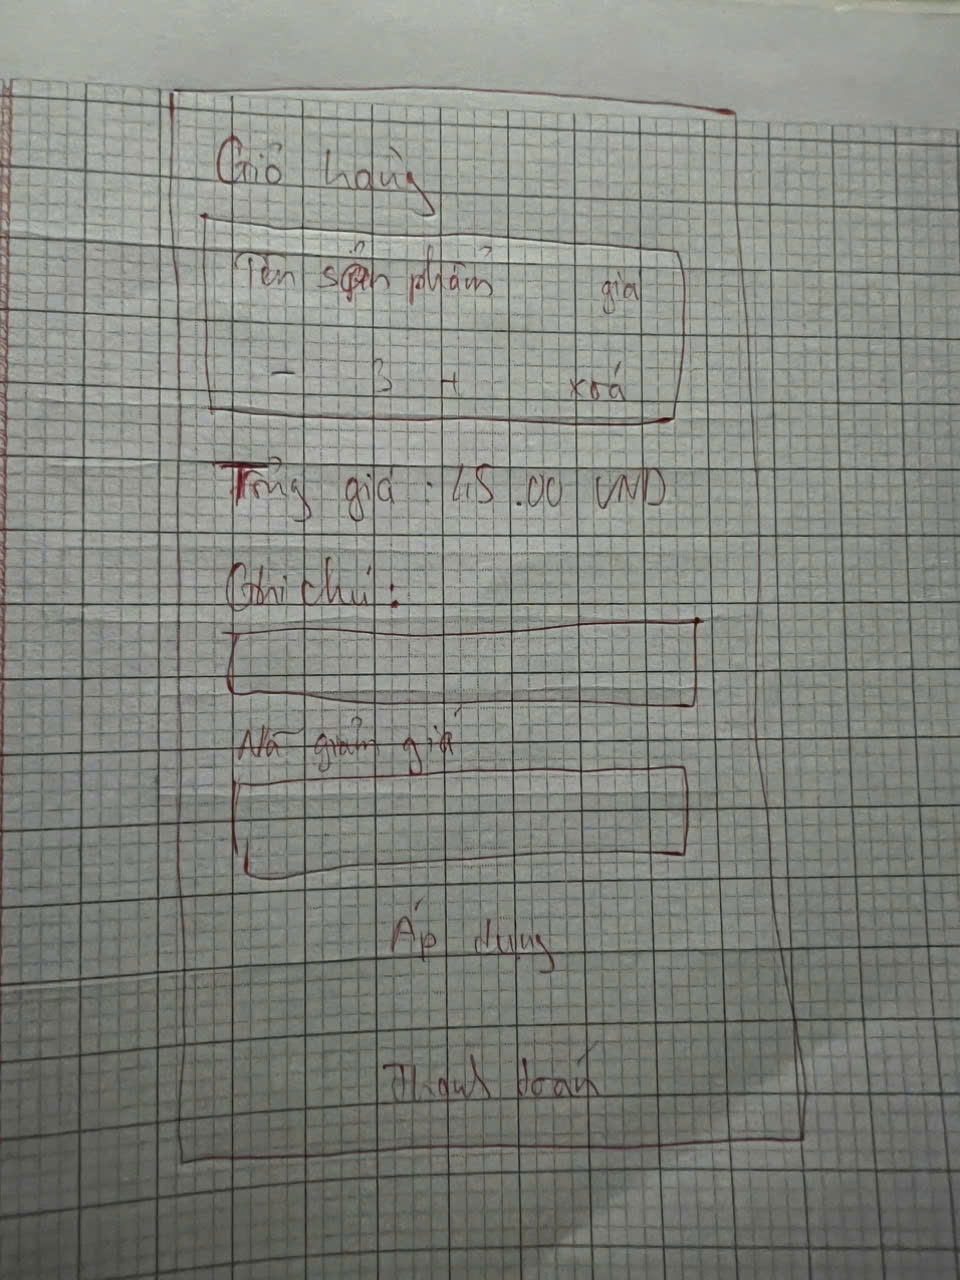 Giỏ hàng
Tên sản phẩm giá
- 3 + xoá
Tổng giá : 45.00 VND
Ghi chú :
Mã giảm giá
Áp dụng
Thanh toán